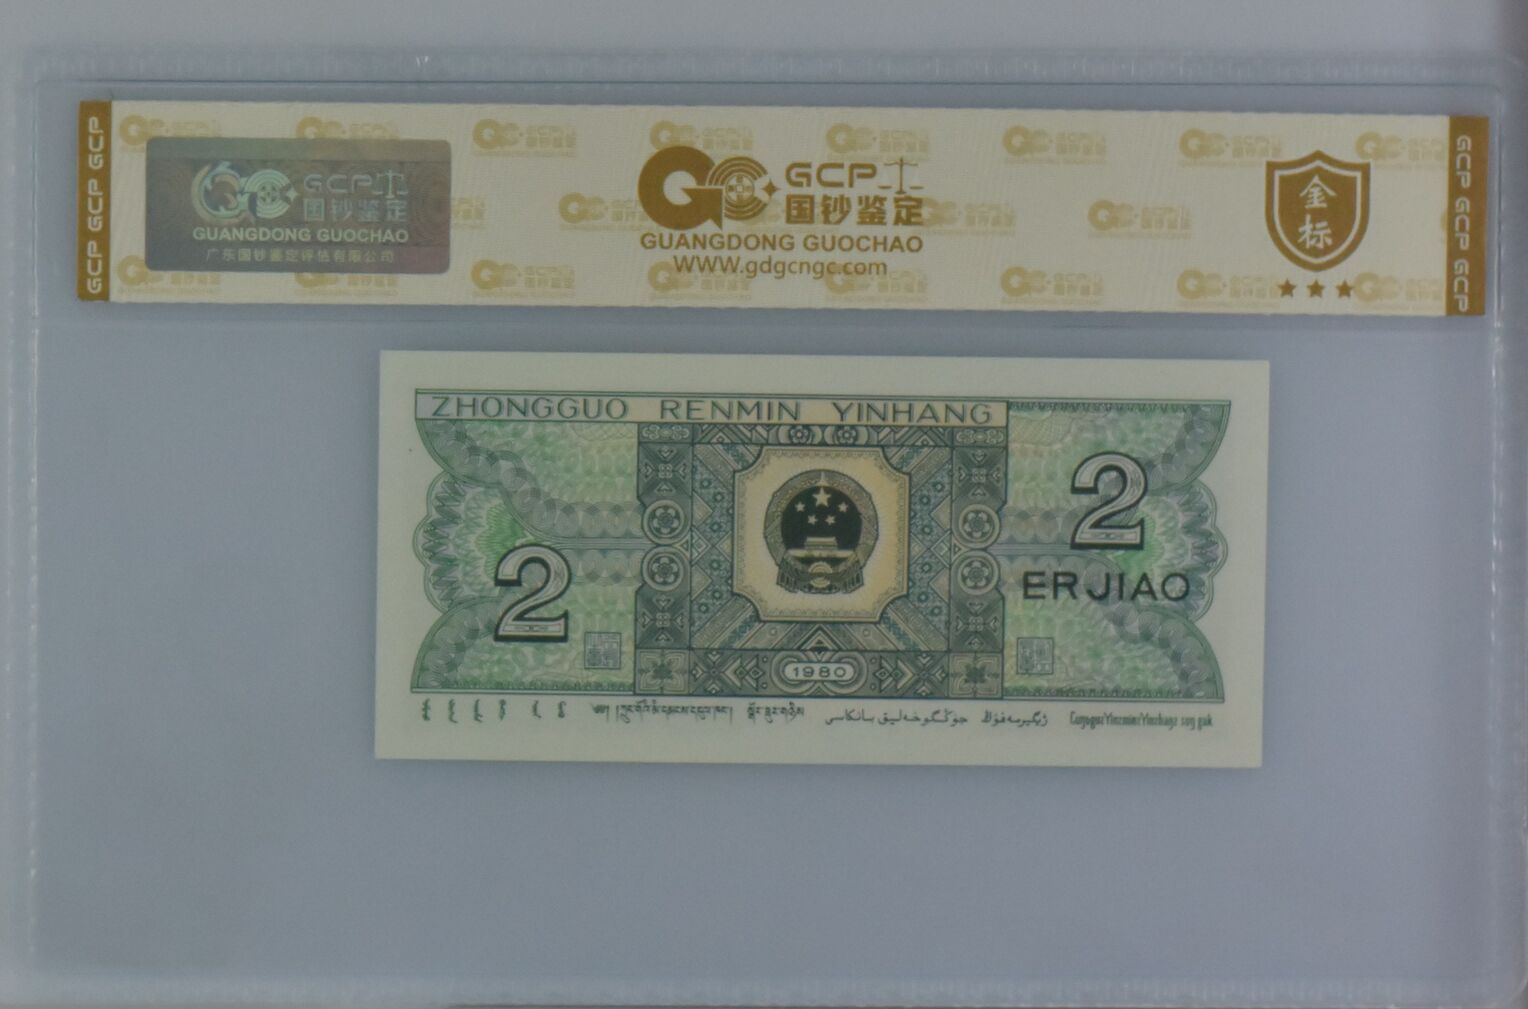 GCP GCP GCP
GCP
国钞鉴定
GUANGDONG GUOCHAO
广东国钞鉴定评估有限公司
GCP
国钞鉴定
GUANGDONG GUOCHAO
WWW.gdgcngc.com
金标
GCP GCP GCP
ZHONGGUO RENMIN YINHANG
2
ER JIAO
2
1980